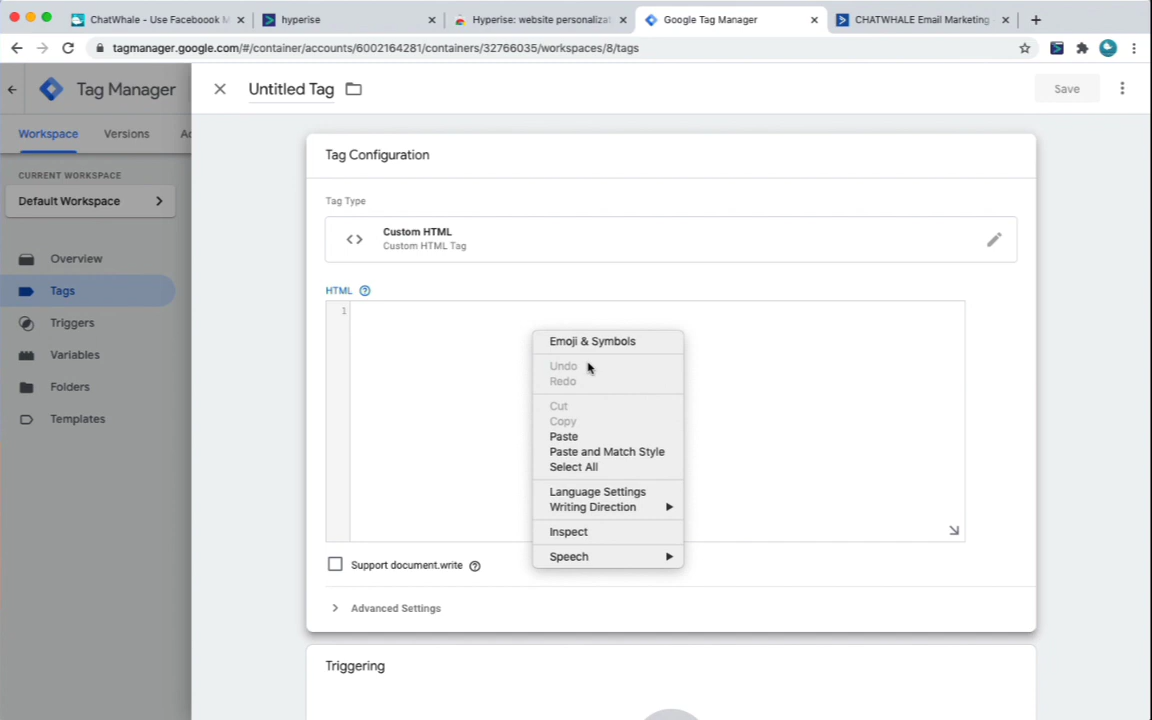 ChatWhale - Use Faceboook M
hyperise
Hyperise: website personaliza
Google Tag Manager
CHATWHALE Email Marketing
tagmanager.google.com/#/container/accounts/6002164281/containers/32766035/workspaces/8/tags
Tag Manager
Untitled Tag
Save
Workspace Versions Ad
CURRENT WORKSPACE
Default Workspace
Overview
Tags
Triggers
Variables
Folders
Templates
Tag Configuration
Tag Type
Custom HTML
Custom HTML Tag
HTML
1
Emoji & Symbols
Undo
Redo
Cut
Copy
Paste
Paste and Match Style
Select All
Language Settings
Writing Direction
Inspect
Speech
Support document.write
Advanced Settings
Triggering